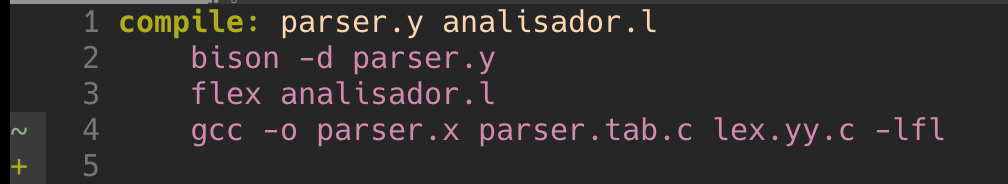 1 compile: parser.y analisador.l
2 bison -d parser.y
3 flex analisador.l
~ 4 gcc -o parser.x parser.tab.c lex.yy.c -lfl
+ 5